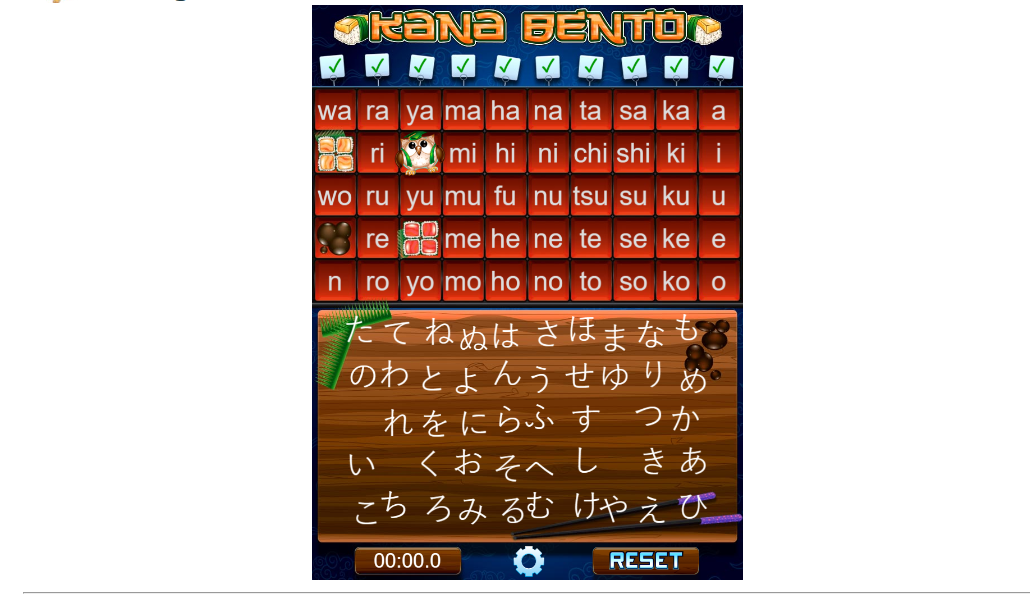 KANA BENTO
wa ra ya ma ha na ta sa ka a
ri mi hi ni chi shi ki i
wo ru yu mu fu nu tsu su ku u
re me he ne te se ke e
n ro yo mo ho no to so ko o
た て ね ぬ は さ ほ ま な も
の わ と よ ん う せ ゆ り め
れ を に ら ふ す つ か
い く お そ へ し き あ
こ ち ろ み る む け や え ひ
00:00.0 RESET